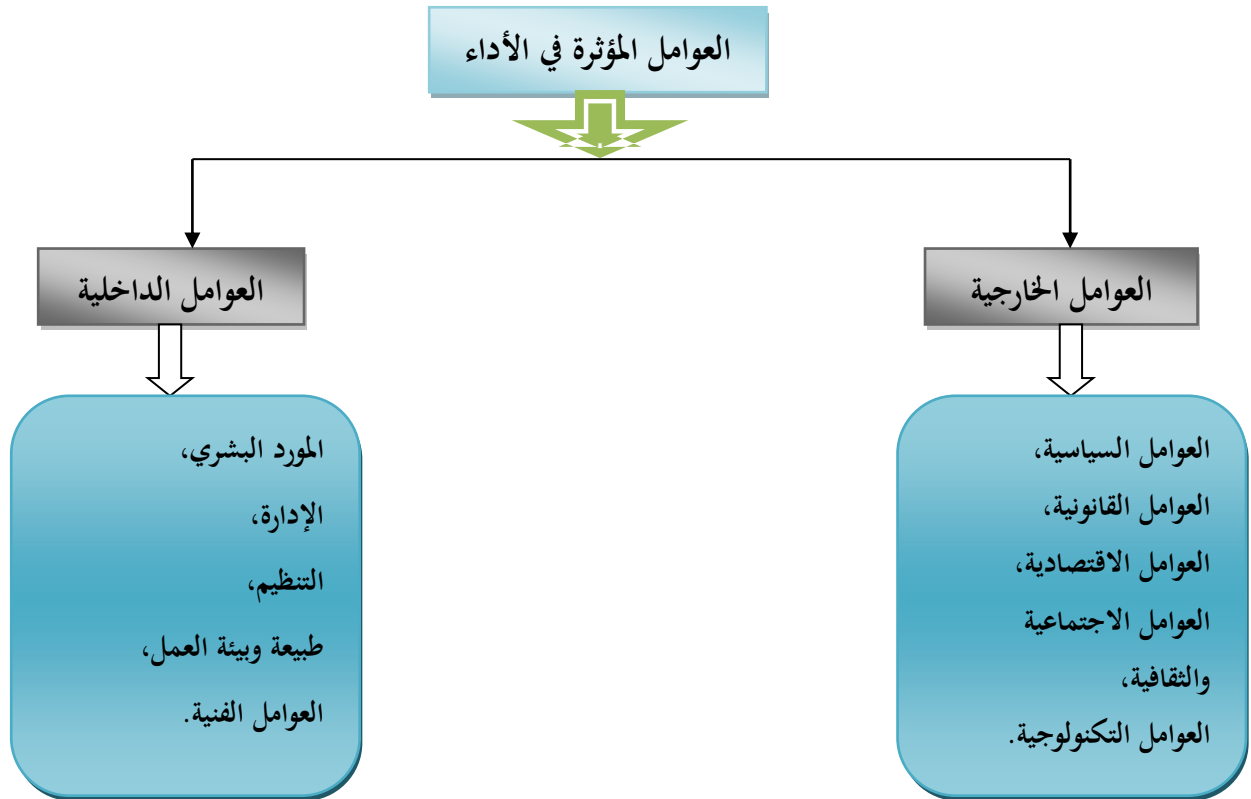 العوامل المؤثرة في الأداء
العوامل الخارجية
العوامل السياسية،
العوامل القانونية،
العوامل الاقتصادية،
العوامل الاجتماعية
والثقافية،
العوامل التكنولوجية.
العوامل الداخلية
المورد البشري،
الإدارة،
التنظيم،
طبيعة وبيئة العمل،
العوامل الفنية.